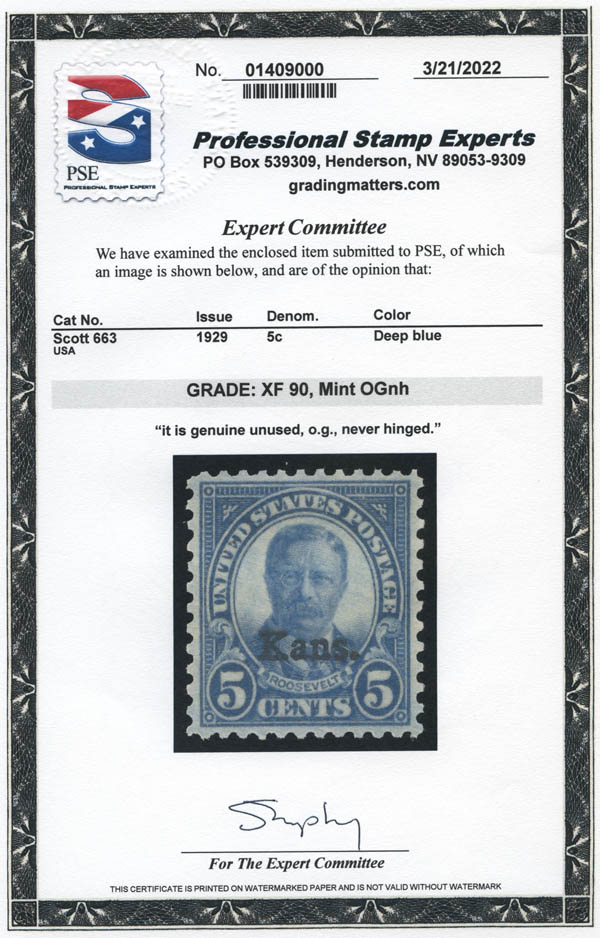 No. 01409000 3/21/2022
PSE
PROFESSIONAL STAMP EXPERTS
Professional Stamp Experts
PO Box 539309, Henderson, NV 89053-9309
gradingmatters.com
Expert Committee
We have examined the enclosed item submitted to PSE, of which
an image is shown below, and are of the opinion that:
Cat No. Issue Denom. Color
Scott 663 1929 5c Deep blue
USA
GRADE: XF 90, Mint OGnh
“it is genuine unused, o.g., never hinged.”
UNITED STATES POSTAGE
Kans.
ROOSEVELT
5 CENTS 5
For The Expert Committee
THIS CERTIFICATE IS PRINTED ON WATERMARKED PAPER AND IS NOT VALID WITHOUT WATERMARK